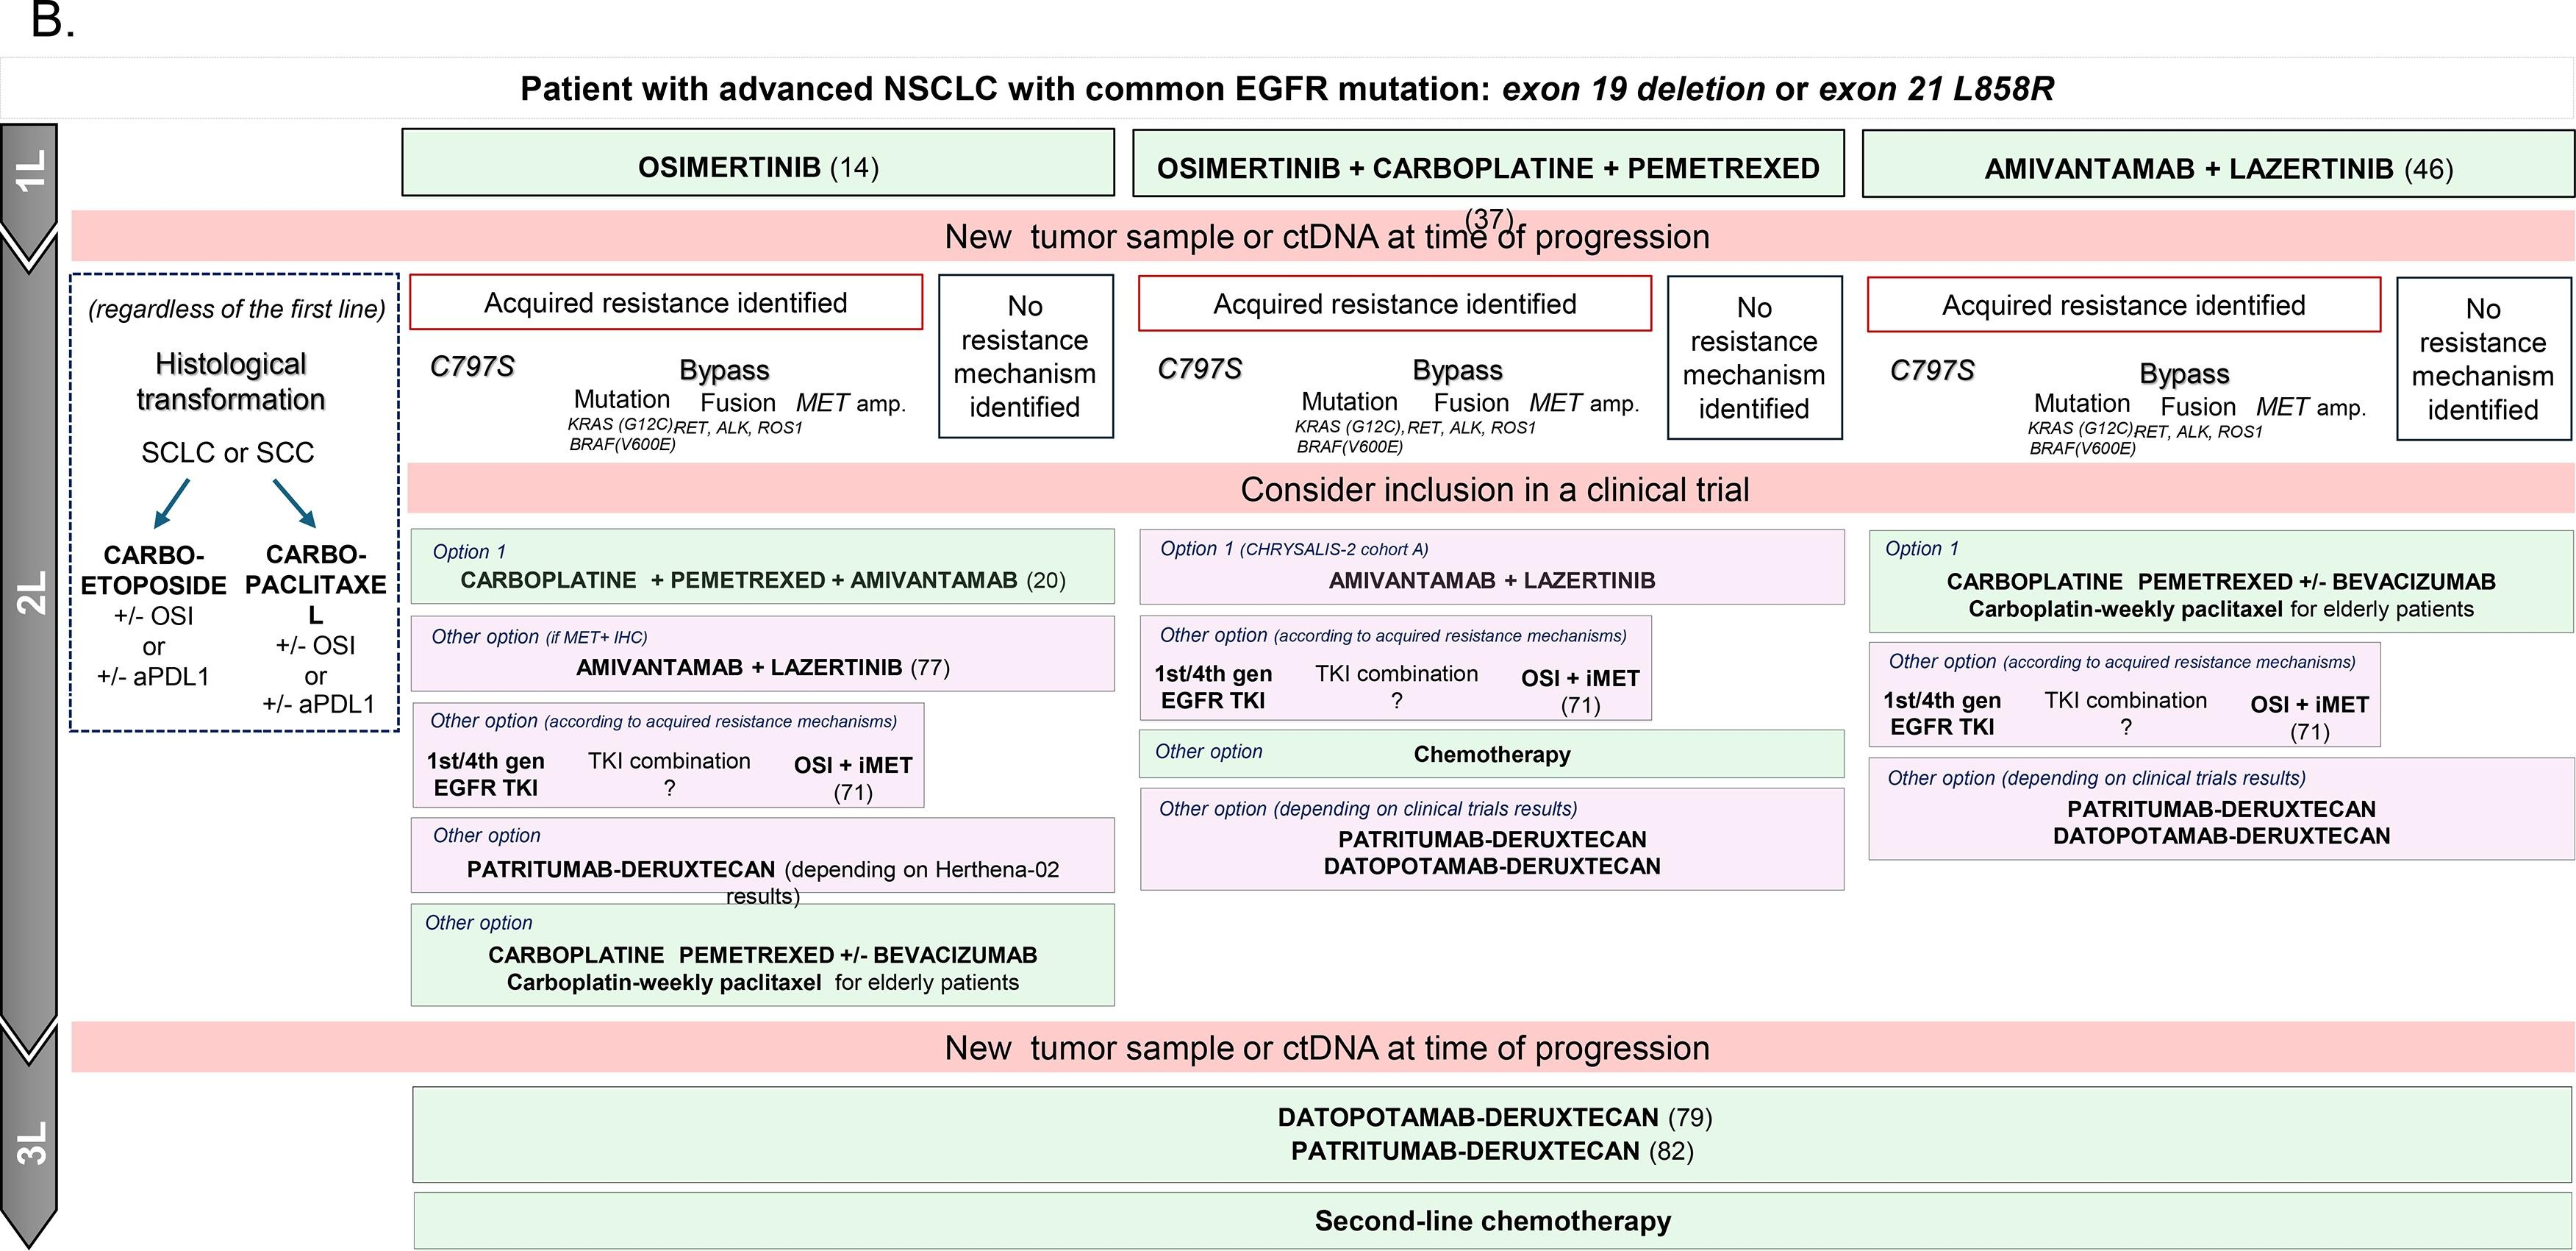 B.
Patient with advanced NSCLC with common EGFR mutation: exon 19 deletion or exon 21 L858R
1L
OSIMERTINIB (14)
OSIMERTINIB + CARBOPLATINE + PEMETREXED
(37)
AMIVANTAMAB + LAZERTINIB (46)
New tumor sample or ctDNA at time of progression
2L
(regardless of the first line)
Histological
transformation
SCLC or SCC
CARBO-
ETOPOSIDE
+/- OSI
or
+/- aPDL1
CARBO-
PACLITAXE
L
+/- OSI
or
+/- aPDL1
Acquired resistance identified
C797S
Bypass
Mutation
KRAS (G12C)
BRAF(V600E)
Fusion
RET, ALK, ROS1
MET amp.
No
resistance
mechanism
identified
Acquired resistance identified
C797S
Bypass
Mutation
KRAS (G12C),
BRAF(V600E)
Fusion
RET, ALK, ROS1
MET amp.
No
resistance
mechanism
identified
Acquired resistance identified
C797S
Bypass
Mutation
KRAS (G12C)
BRAF(V600E)
Fusion
RET, ALK, ROS1
MET amp.
No
resistance
mechanism
identified
Consider inclusion in a clinical trial
Option 1
CARBOPLATINE + PEMETREXED + AMIVANTAMAB (20)
Other option (if MET+ IHC)
AMIVANTAMAB + LAZERTINIB (77)
Other option (according to acquired resistance mechanisms)
1st/4th gen
EGFR TKI
TKI combination
?
OSI + iMET
(71)
Other option
PATRITUMAB-DERUXTECAN (depending on Herthena-02
results)
Other option
CARBOPLATINE PEMETREXED +/- BEVACIZUMAB
Carboplatin-weekly paclitaxel for elderly patients
Option 1 (CHRYSALIS-2 cohort A)
AMIVANTAMAB + LAZERTINIB
Other option (according to acquired resistance mechanisms)
1st/4th gen
EGFR TKI
TKI combination
?
OSI + iMET
(71)
Other option
Chemotherapy
Other option (depending on clinical trials results)
PATRITUMAB-DERUXTECAN
DATOPOTAMAB-DERUXTECAN
Option 1
CARBOPLATINE PEMETREXED +/- BEVACIZUMAB
Carboplatin-weekly paclitaxel for elderly patients
Other option (according to acquired resistance mechanisms)
1st/4th gen
EGFR TKI
TKI combination
?
OSI + iMET
(71)
Other option (depending on clinical trials results)
PATRITUMAB-DERUXTECAN
DATOPOTAMAB-DERUXTECAN
New tumor sample or ctDNA at time of progression
3L
DATOPOTAMAB-DERUXTECAN (79)
PATRITUMAB-DERUXTECAN (82)
Second-line chemotherapy